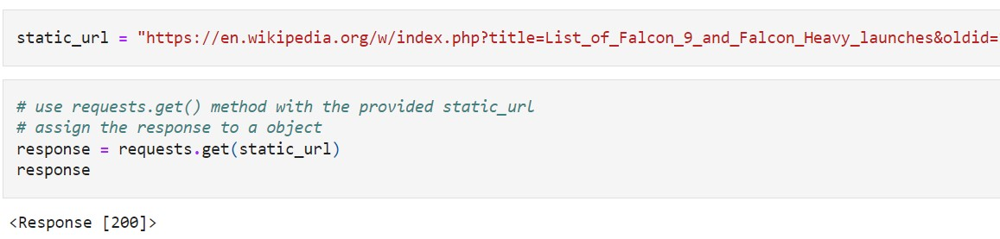 static_url = "https://en.wikipedia.org/w/index.php?title=List_of_Falcon_9_and_Falcon_Heavy_launches&oldid=
# use requests.get() method with the provided static_url
# assign the response to a object
response = requests.get(static_url)
response
<Response [200]>